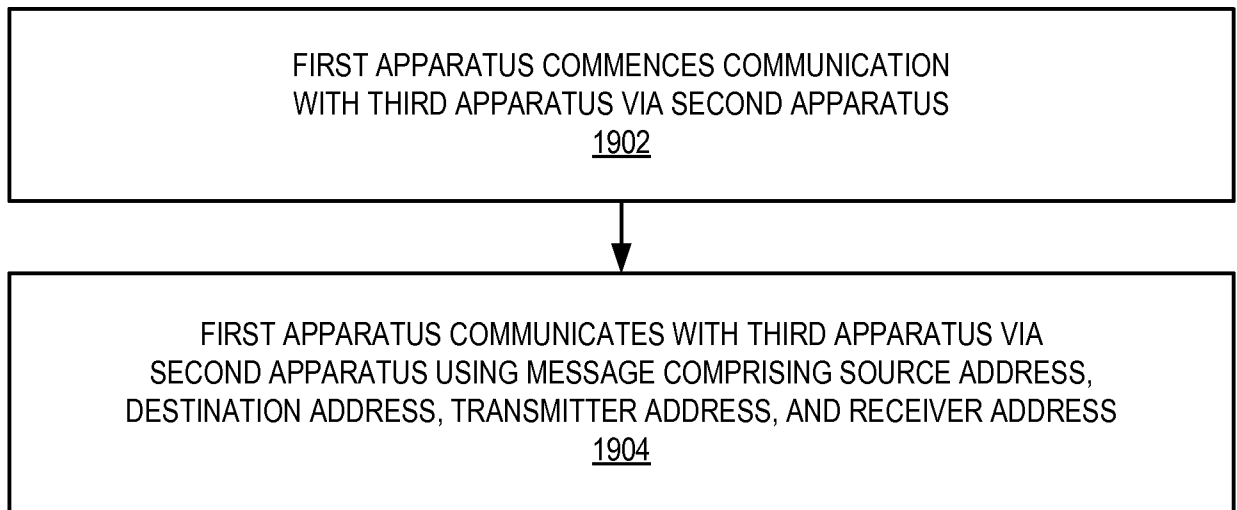 FIRST APPARATUS COMMENCES COMMUNICATION
WITH THIRD APPARATUS VIA SECOND APPARATUS
1902
FIRST APPARATUS COMMUNICATES WITH THIRD APPARATUS VIA
SECOND APPARATUS USING MESSAGE COMPRISING SOURCE ADDRESS,
DESTINATION ADDRESS, TRANSMITTER ADDRESS, AND RECEIVER ADDRESS
1904